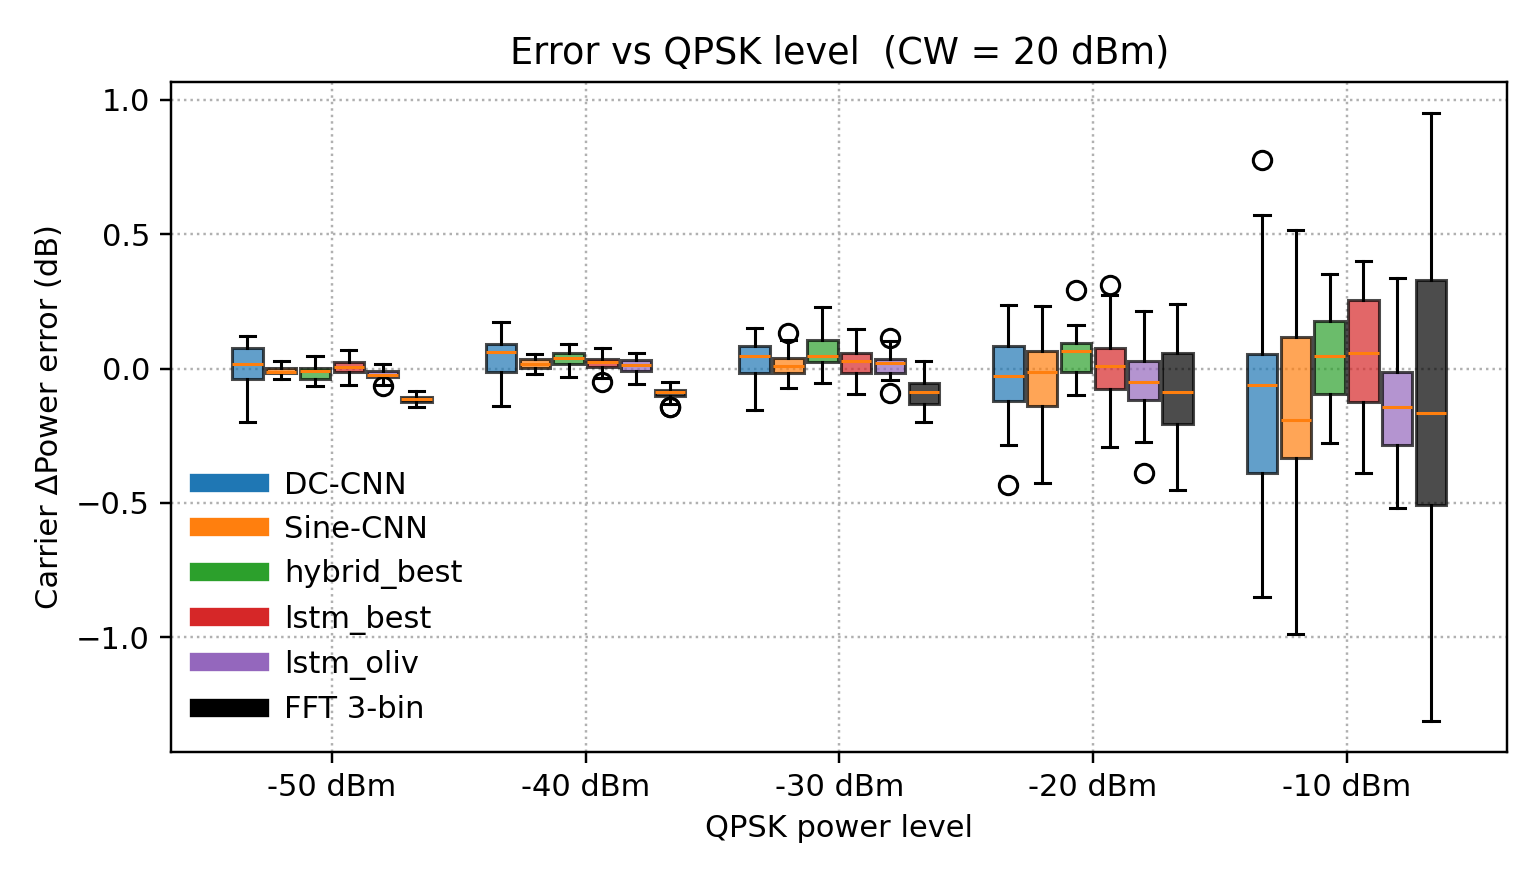 Error vs QPSK level  (CW = 20 dBm)
Carrier ΔPower error (dB)
1.0
0.5
0.0
−0.5
−1.0
DC-CNN
Sine-CNN
hybrid_best
lstm_best
lstm_oliv
FFT 3-bin
-50 dBm
-40 dBm
-30 dBm
-20 dBm
-10 dBm
QPSK power level